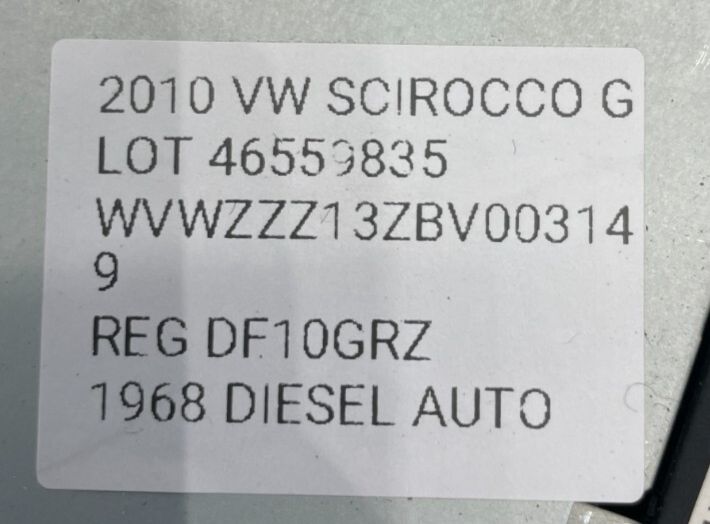 2010 VW SCIROCCO G
LOT 46559835
WVWZZZ13ZBV00314
9
REG DF10GRZ
1968 DIESEL AUTO